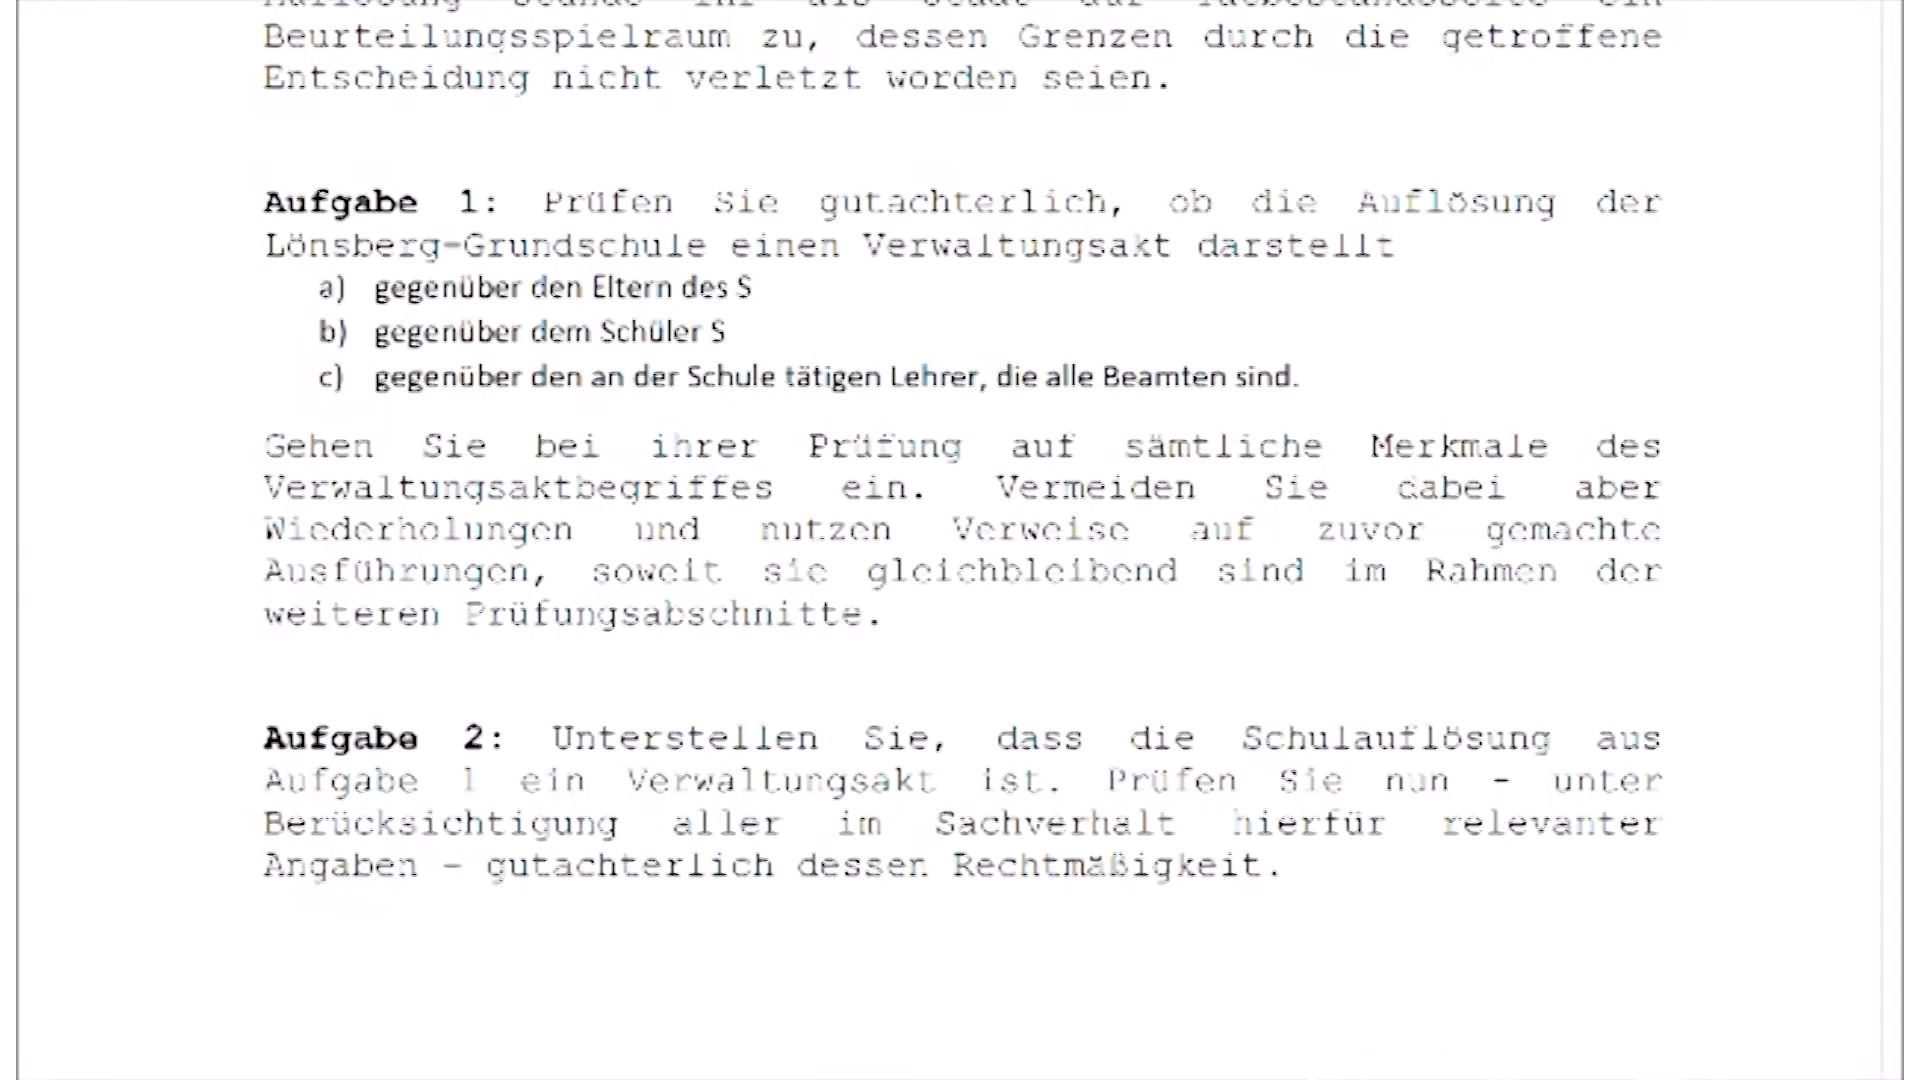 Beurteilungsspielraum zu, dessen Grenzen durch die getroffene
Entscheidung nicht verletzt worden seien.
Aufgabe 1: Prüfen Sie gutachterlich, ob die Auflösung der
Lönsberg-Grundschule einen Verwaltungsakt darstellt
a) gegenüber den Eltern des S
b) gegenüber dem Schüler S
c) gegenüber den an der Schule tätigen Lehrer, die alle Beamten sind.
Gehen Sie bei ihrer Prüfung auf sämtliche Merkmale des
Verwaltungsaktbegriffes ein. Vermeiden Sie dabei aber
Wiederholungen und nutzen Verweise auf zuvor gemachte
Ausführungen, soweit sie gleichbleibend sind im Rahmen der
weiteren Prüfungsabschnitte.
Aufgabe 2: Unterstellen Sie, dass die Schulauflösung aus
Aufgabe 1 ein Verwaltungsakt ist. Prüfen Sie nun - unter
Berücksichtigung aller im Sachverhalt hierfür relevanter
Angaben - gutachterlich dessen Rechtmäßigkeit.